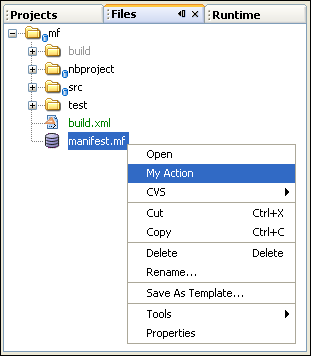 Projects Files Runtime
mf
build
nbproject
src
test
build.xml
manifest.mf
Open
My Action
CVS
Cut Ctrl+X
Copy Ctrl+C
Delete Delete
Rename...
Save As Template...
Tools
Properties